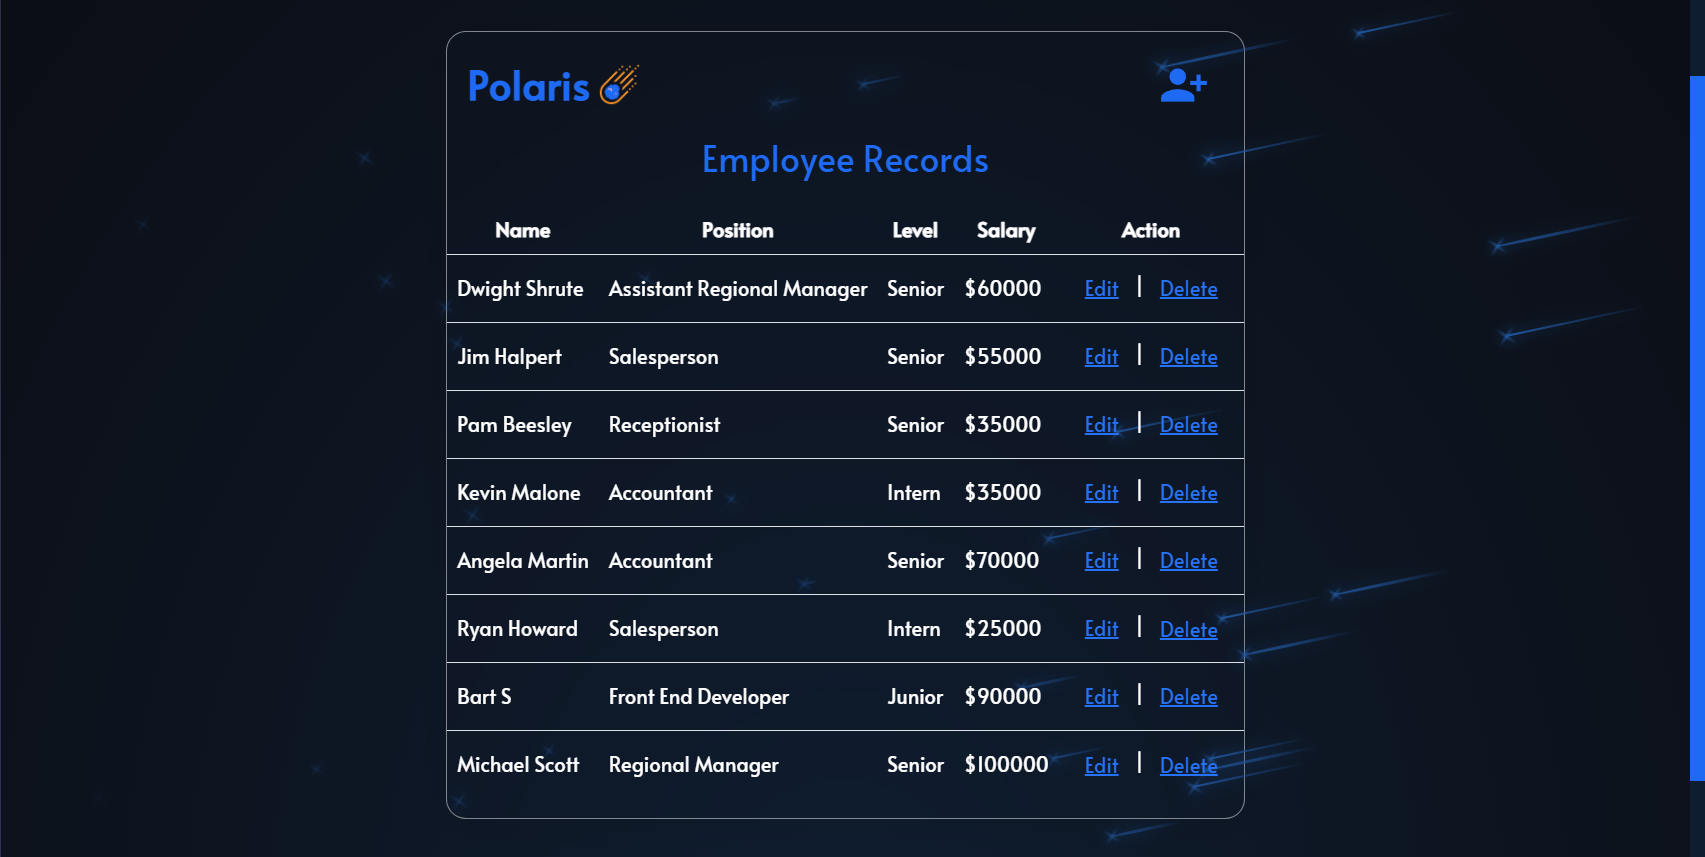 Polaris
Employee Records
Name Position Level Salary Action
Dwight Shrute Assistant Regional Manager Senior $60000 Edit | Delete
Jim Halpert Salesperson Senior $55000 Edit | Delete
Pam Beesley Receptionist Senior $35000 Edit | Delete
Kevin Malone Accountant Intern $35000 Edit | Delete
Angela Martin Accountant Senior $70000 Edit | Delete
Ryan Howard Salesperson Intern $25000 Edit | Delete
Bart S Front End Developer Junior $90000 Edit | Delete
Michael Scott Regional Manager Senior $100000 Edit | Delete